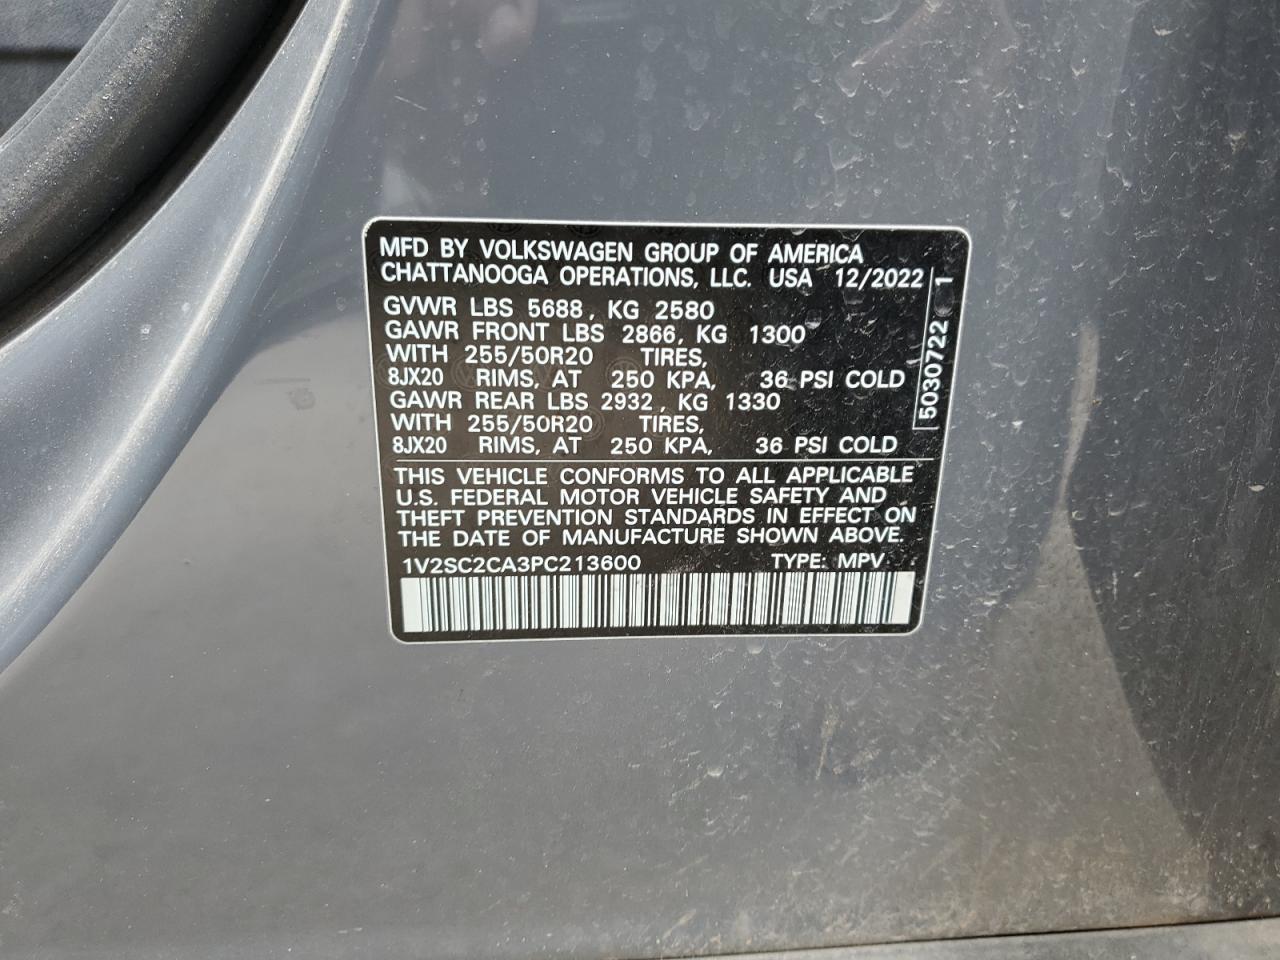 MFD BY VOLKSWAGEN GROUP OF AMERICA
CHATTANOOGA OPERATIONS, LLC. USA 12/2022
GVWR LBS 5688, KG 2580
GAWR FRONT LBS 2866, KG 1300
WITH 255/50R20 TIRES,
8JX20 RIMS, AT 250 KPA, 36 PSI COLD
GAWR REAR LBS 2932, KG 1330
WITH 255/50R20 TIRES,
8JX20 RIMS, AT 250 KPA, 36 PSI COLD
5030722 1
THIS VEHICLE CONFORMS TO ALL APPLICABLE
U.S. FEDERAL MOTOR VEHICLE SAFETY AND
THEFT PREVENTION STANDARDS IN EFFECT ON
THE DATE OF MANUFACTURE SHOWN ABOVE.
1V2SC2CA3PC213600 TYPE: MPV